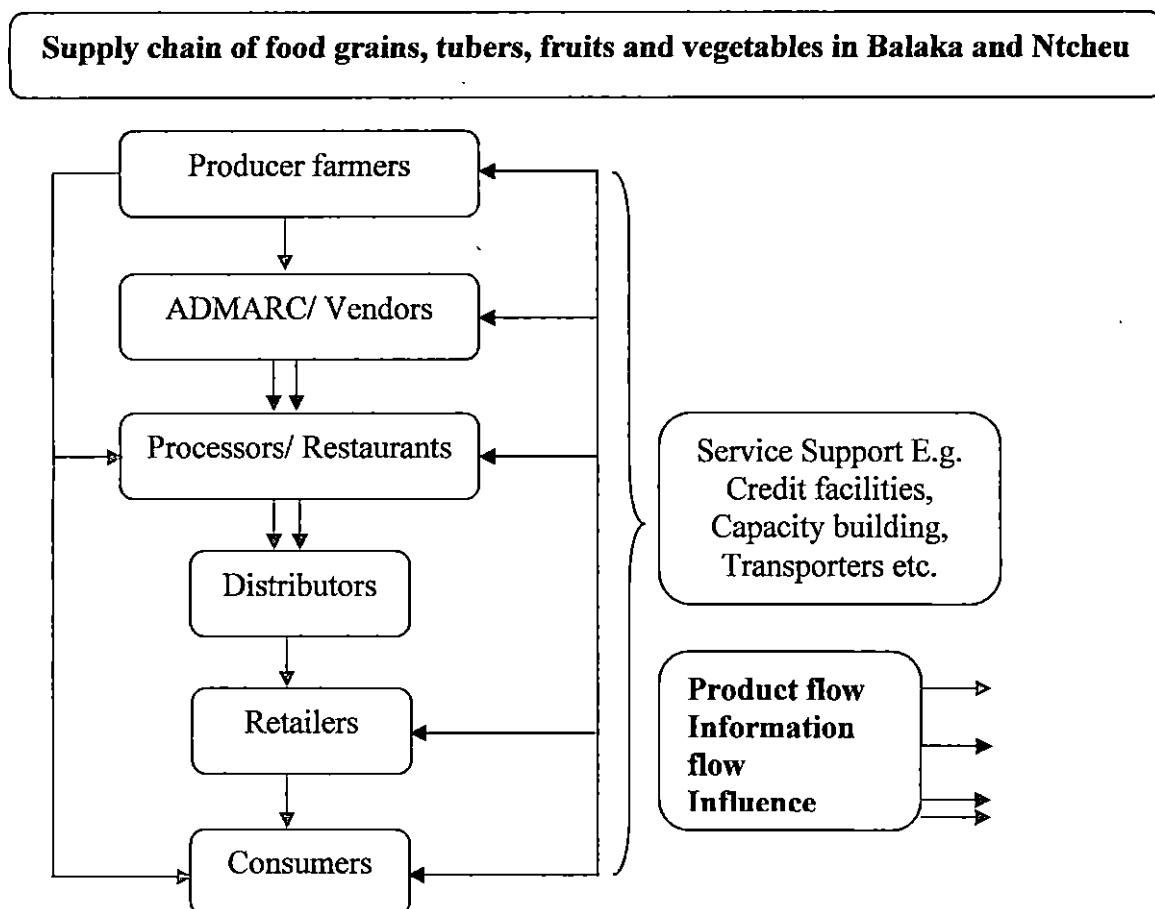 Supply chain of food grains, tubers, fruits and vegetables in Balaka and Ntcheu
Producer farmers
ADMARC/ Vendors
Processors/ Restaurants
Distributors
Retailers
Consumers
Service Support E.g.
Credit facilities,
Capacity building,
Transporters etc.
Product flow
Information
flow
Influence